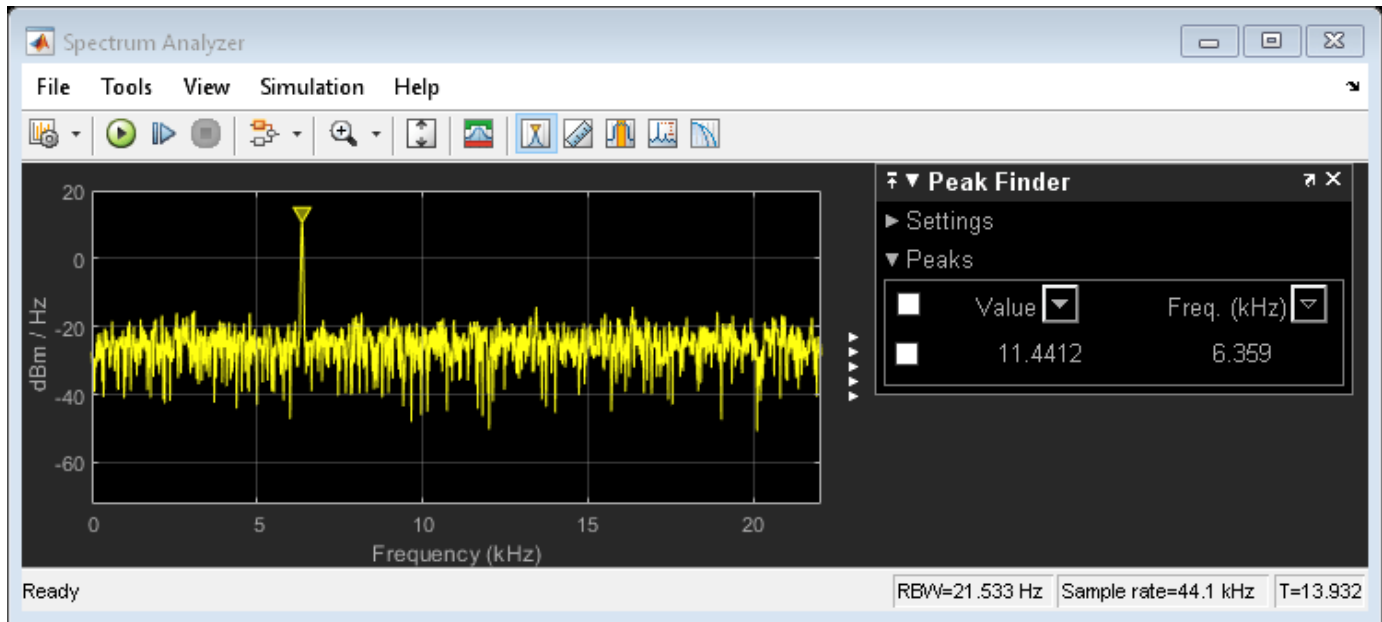 Spectrum Analyzer
File Tools View Simulation Help
Peak Finder
Settings
Peaks
Value Freq. (kHz)
11.4412 6.359
20
0
-20
-40
-60
dBm / Hz
0 5 10 15 20
Frequency (kHz)
Ready RBW=21.533 Hz Sample rate=44.1 kHz T=13.932